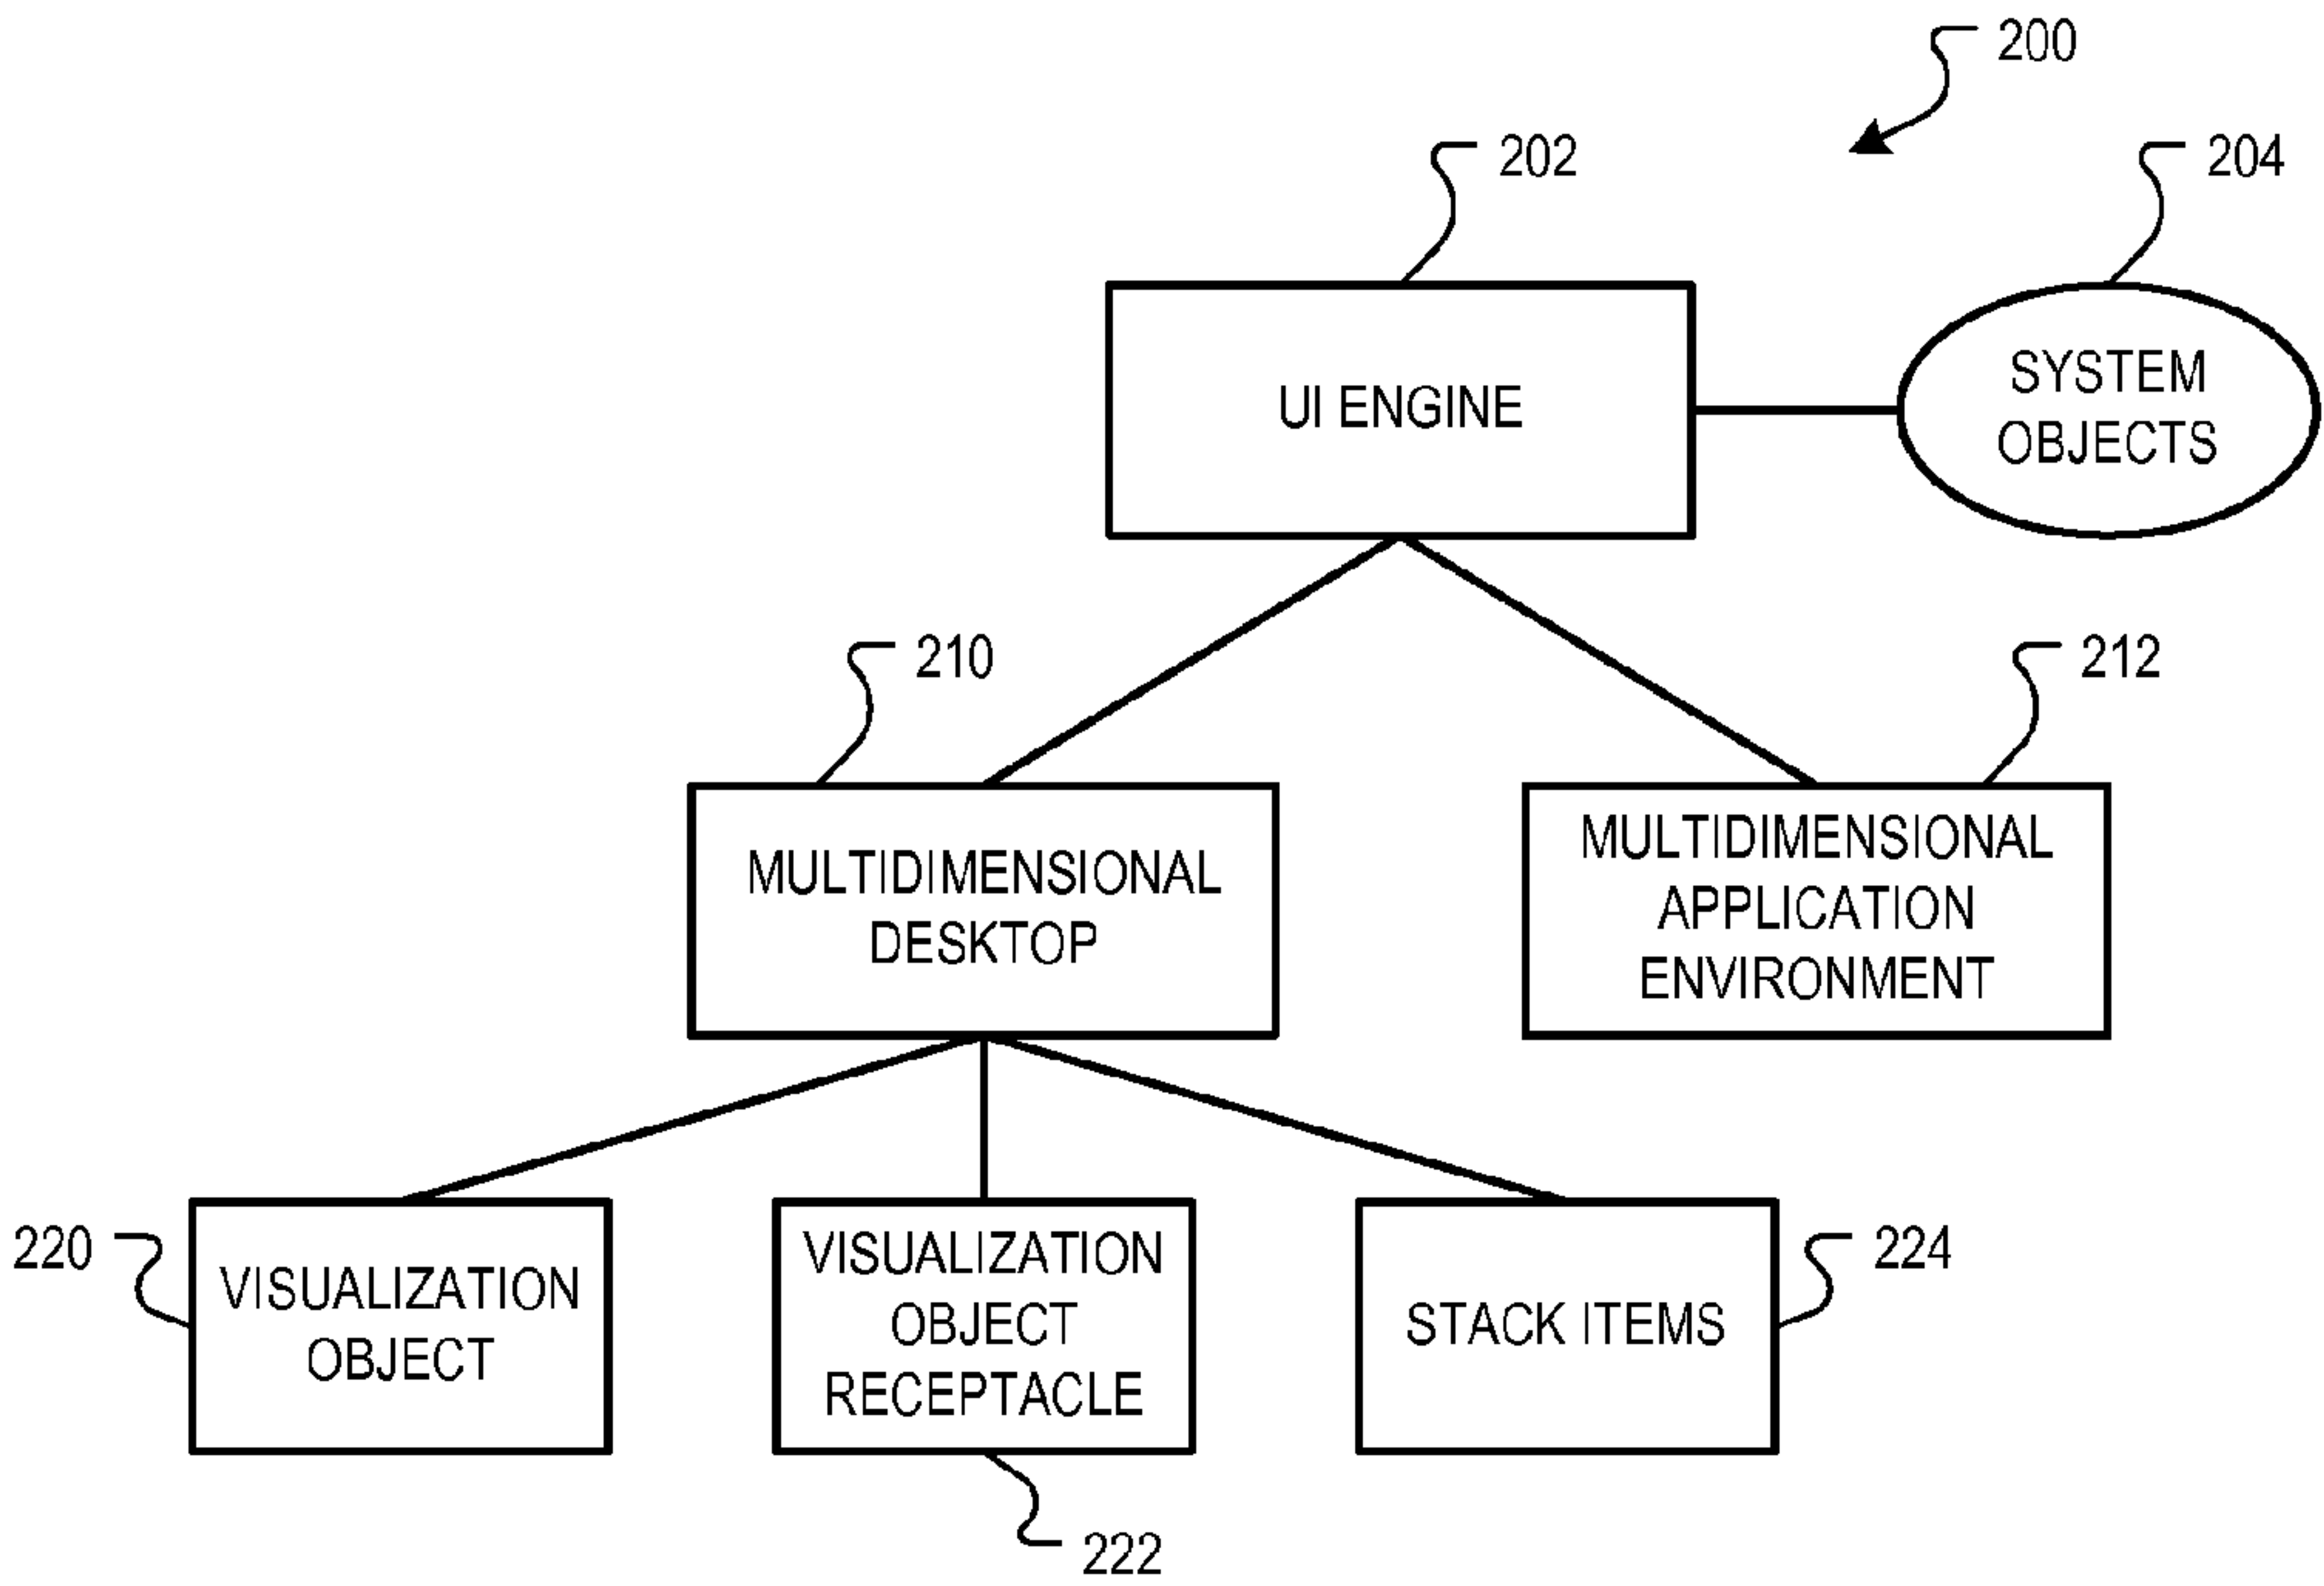 200
202
204
UI ENGINE
SYSTEM
OBJECTS
210
212
MULTIDIMENSIONAL
DESKTOP
MULTIDIMENSIONAL
APPLICATION
ENVIRONMENT
220
VISUALIZATION
OBJECT
VISUALIZATION
OBJECT
RECEPTACLE
222
STACK ITEMS
224